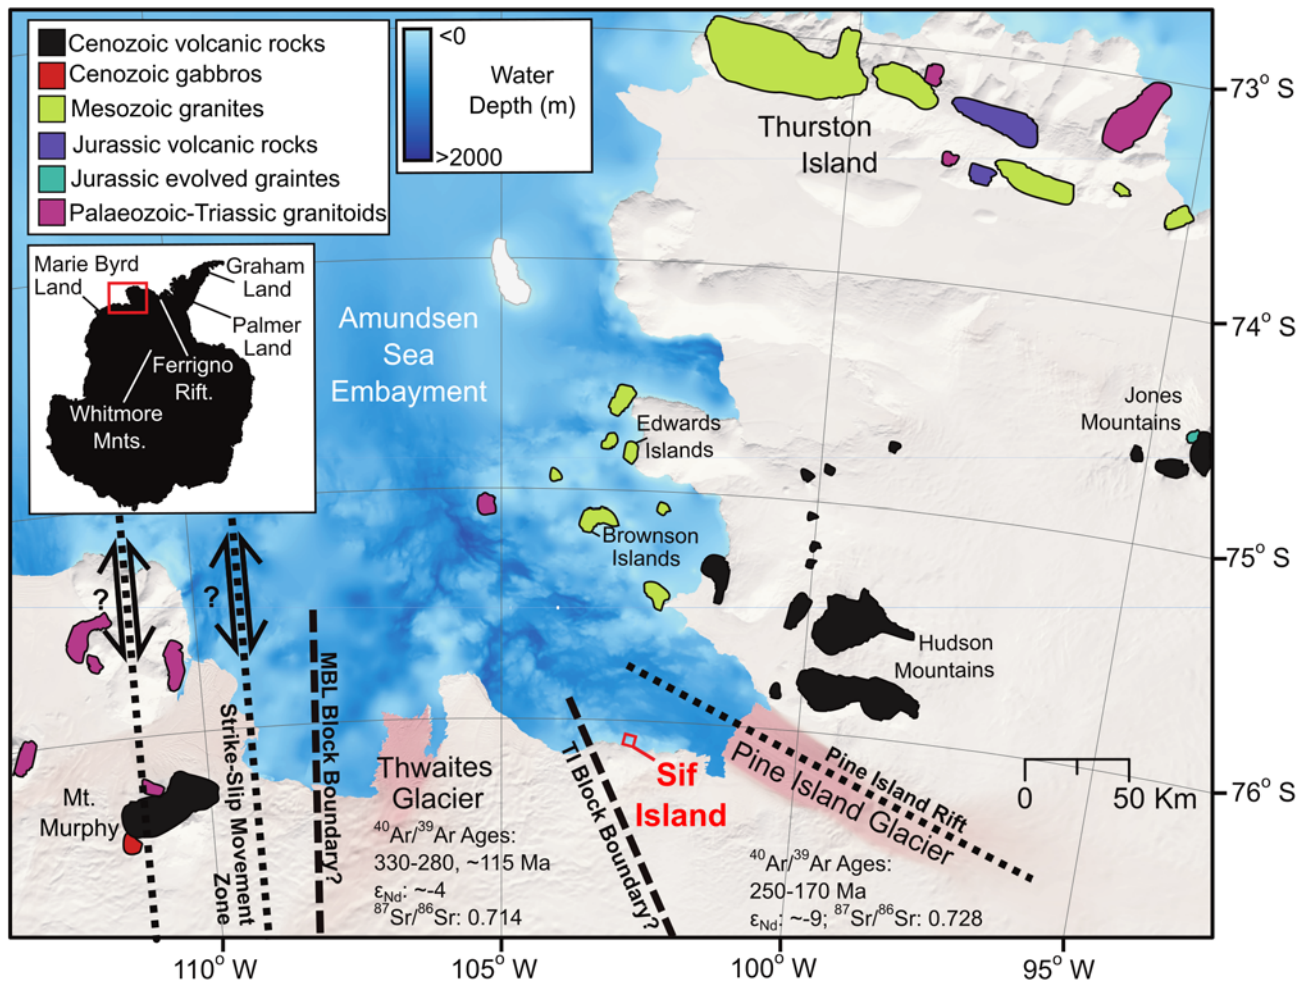 Cenozoic volcanic rocks
Cenozoic gabbros
Mesozoic granites
Jurassic volcanic rocks
Jurassic evolved graintes
Palaeozoic-Triassic granitoids
<0
Water
Depth (m)
>2000
Thurston
Island
73° S
Marie Byrd
Land
Graham
Land
Palmer
Land
Ferrigno
Rift.
Whitmore
Mnts.
Amundsen
Sea
Embayment
74° S
Jones
Mountains
Edwards
Islands
Brownson
Islands
75° S
?
?
Hudson
Mountains
MBL Block Boundary?
Strike-Slip Movement
Zone
TI Block Boundary?
Sif
Island
Pine Island Rift
Pine Island Glacier
0 50 Km
76° S
Mt.
Murphy
Thwaites
Glacier
⁴⁰Ar/³⁹Ar Ages:
330-280, ~115 Ma
εNd: ~-4
⁸⁷Sr/⁸⁶Sr: 0.714
⁴⁰Ar/³⁹Ar Ages:
250-170 Ma
εNd: ~-9; ⁸⁷Sr/⁸⁶Sr: 0.728
110° W
105° W
100° W
95° W